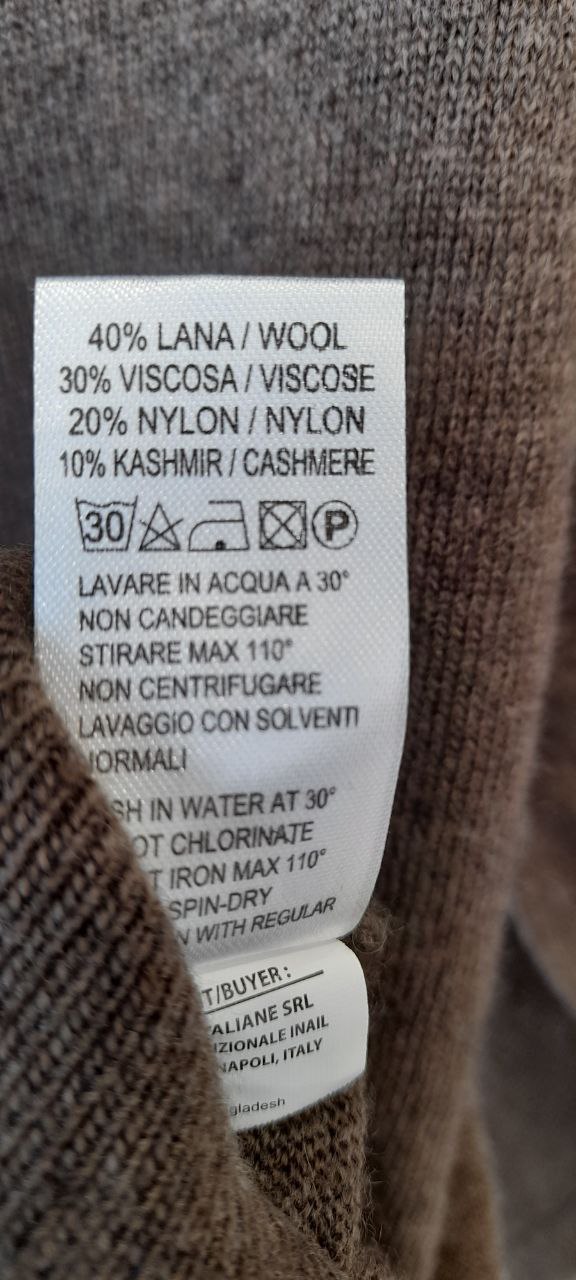 40% LANA / WOOL
30% VISCOSA / VISCOSE
20% NYLON / NYLON
10% KASHMIR / CASHMERE
30 P
LAVARE IN ACQUA A 30°
NON CANDEGGIARE
STIRARE MAX 110°
NON CENTRIFUGARE
LAVAGGIO CON SOLVENTI
NORMALI
SH IN WATER AT 30°
OT CHLORINATE
T IRON MAX 110°
SPIN-DRY
N WITH REGULAR
T/BUYER:
ALIANE SRL
IZIONALE INAIL
NAPOLI, ITALY
gladesh